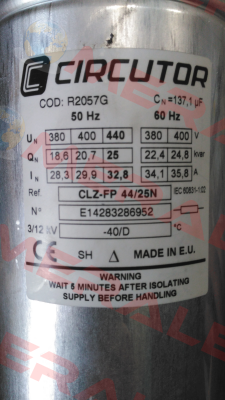 CIRCUTOR
COD: R2057G CN=137,1 µF
50 Hz 60 Hz
UN 380 400 440 380 400 V
QN 18,6 20,7 25 22,4 24,8 kvar
IN 28,3 29,9 32,8 34,1 35,8 A
Ref. CLZ-FP 44/25N IEC 60831-1:02
Nº E14283286952
3/12 kV -40/D
CE SH Δ MADE IN E.U.
WARNING
WAIT 5 MINUTES AFTER ISOLATING
SUPPLY BEFORE HANDLING